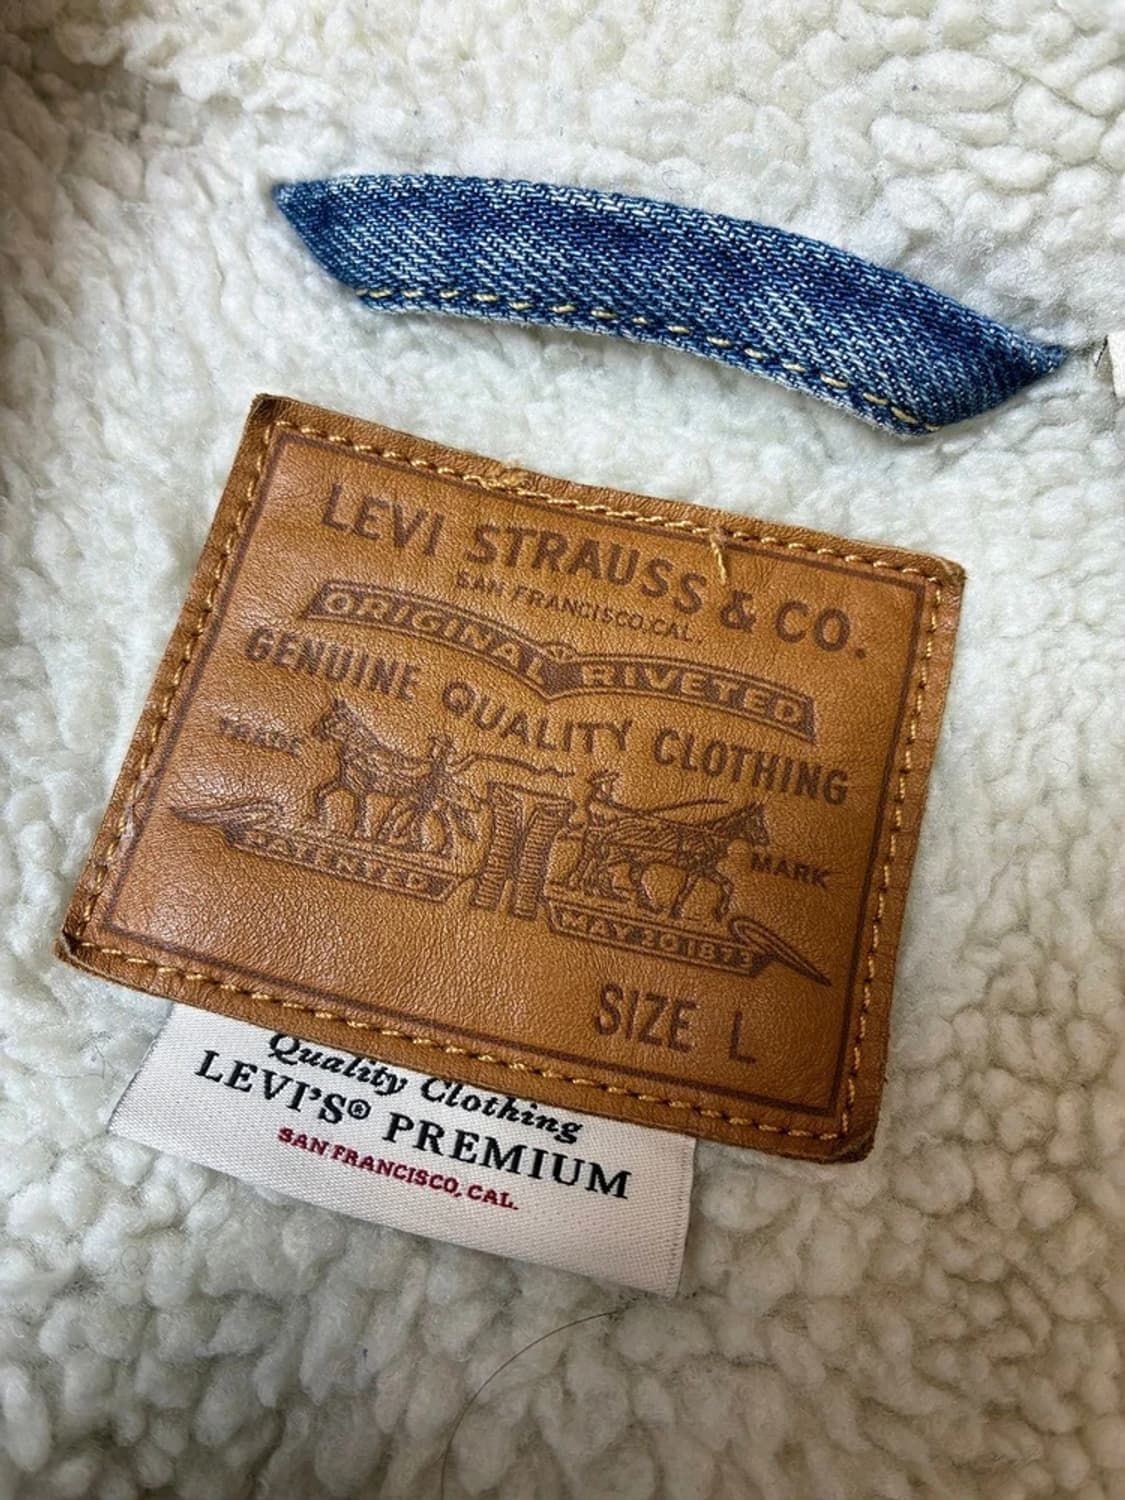 LEVI STRAUSS & CO.
SAN FRANCISCO, CAL.
ORIGINAL RIVETED
GENUINE QUALITY CLOTHING
TRADE MARK
PATENTED MAY 20 1873
SIZE L
Quality Clothing
LEVI'S® PREMIUM
SAN FRANCISCO, CAL.